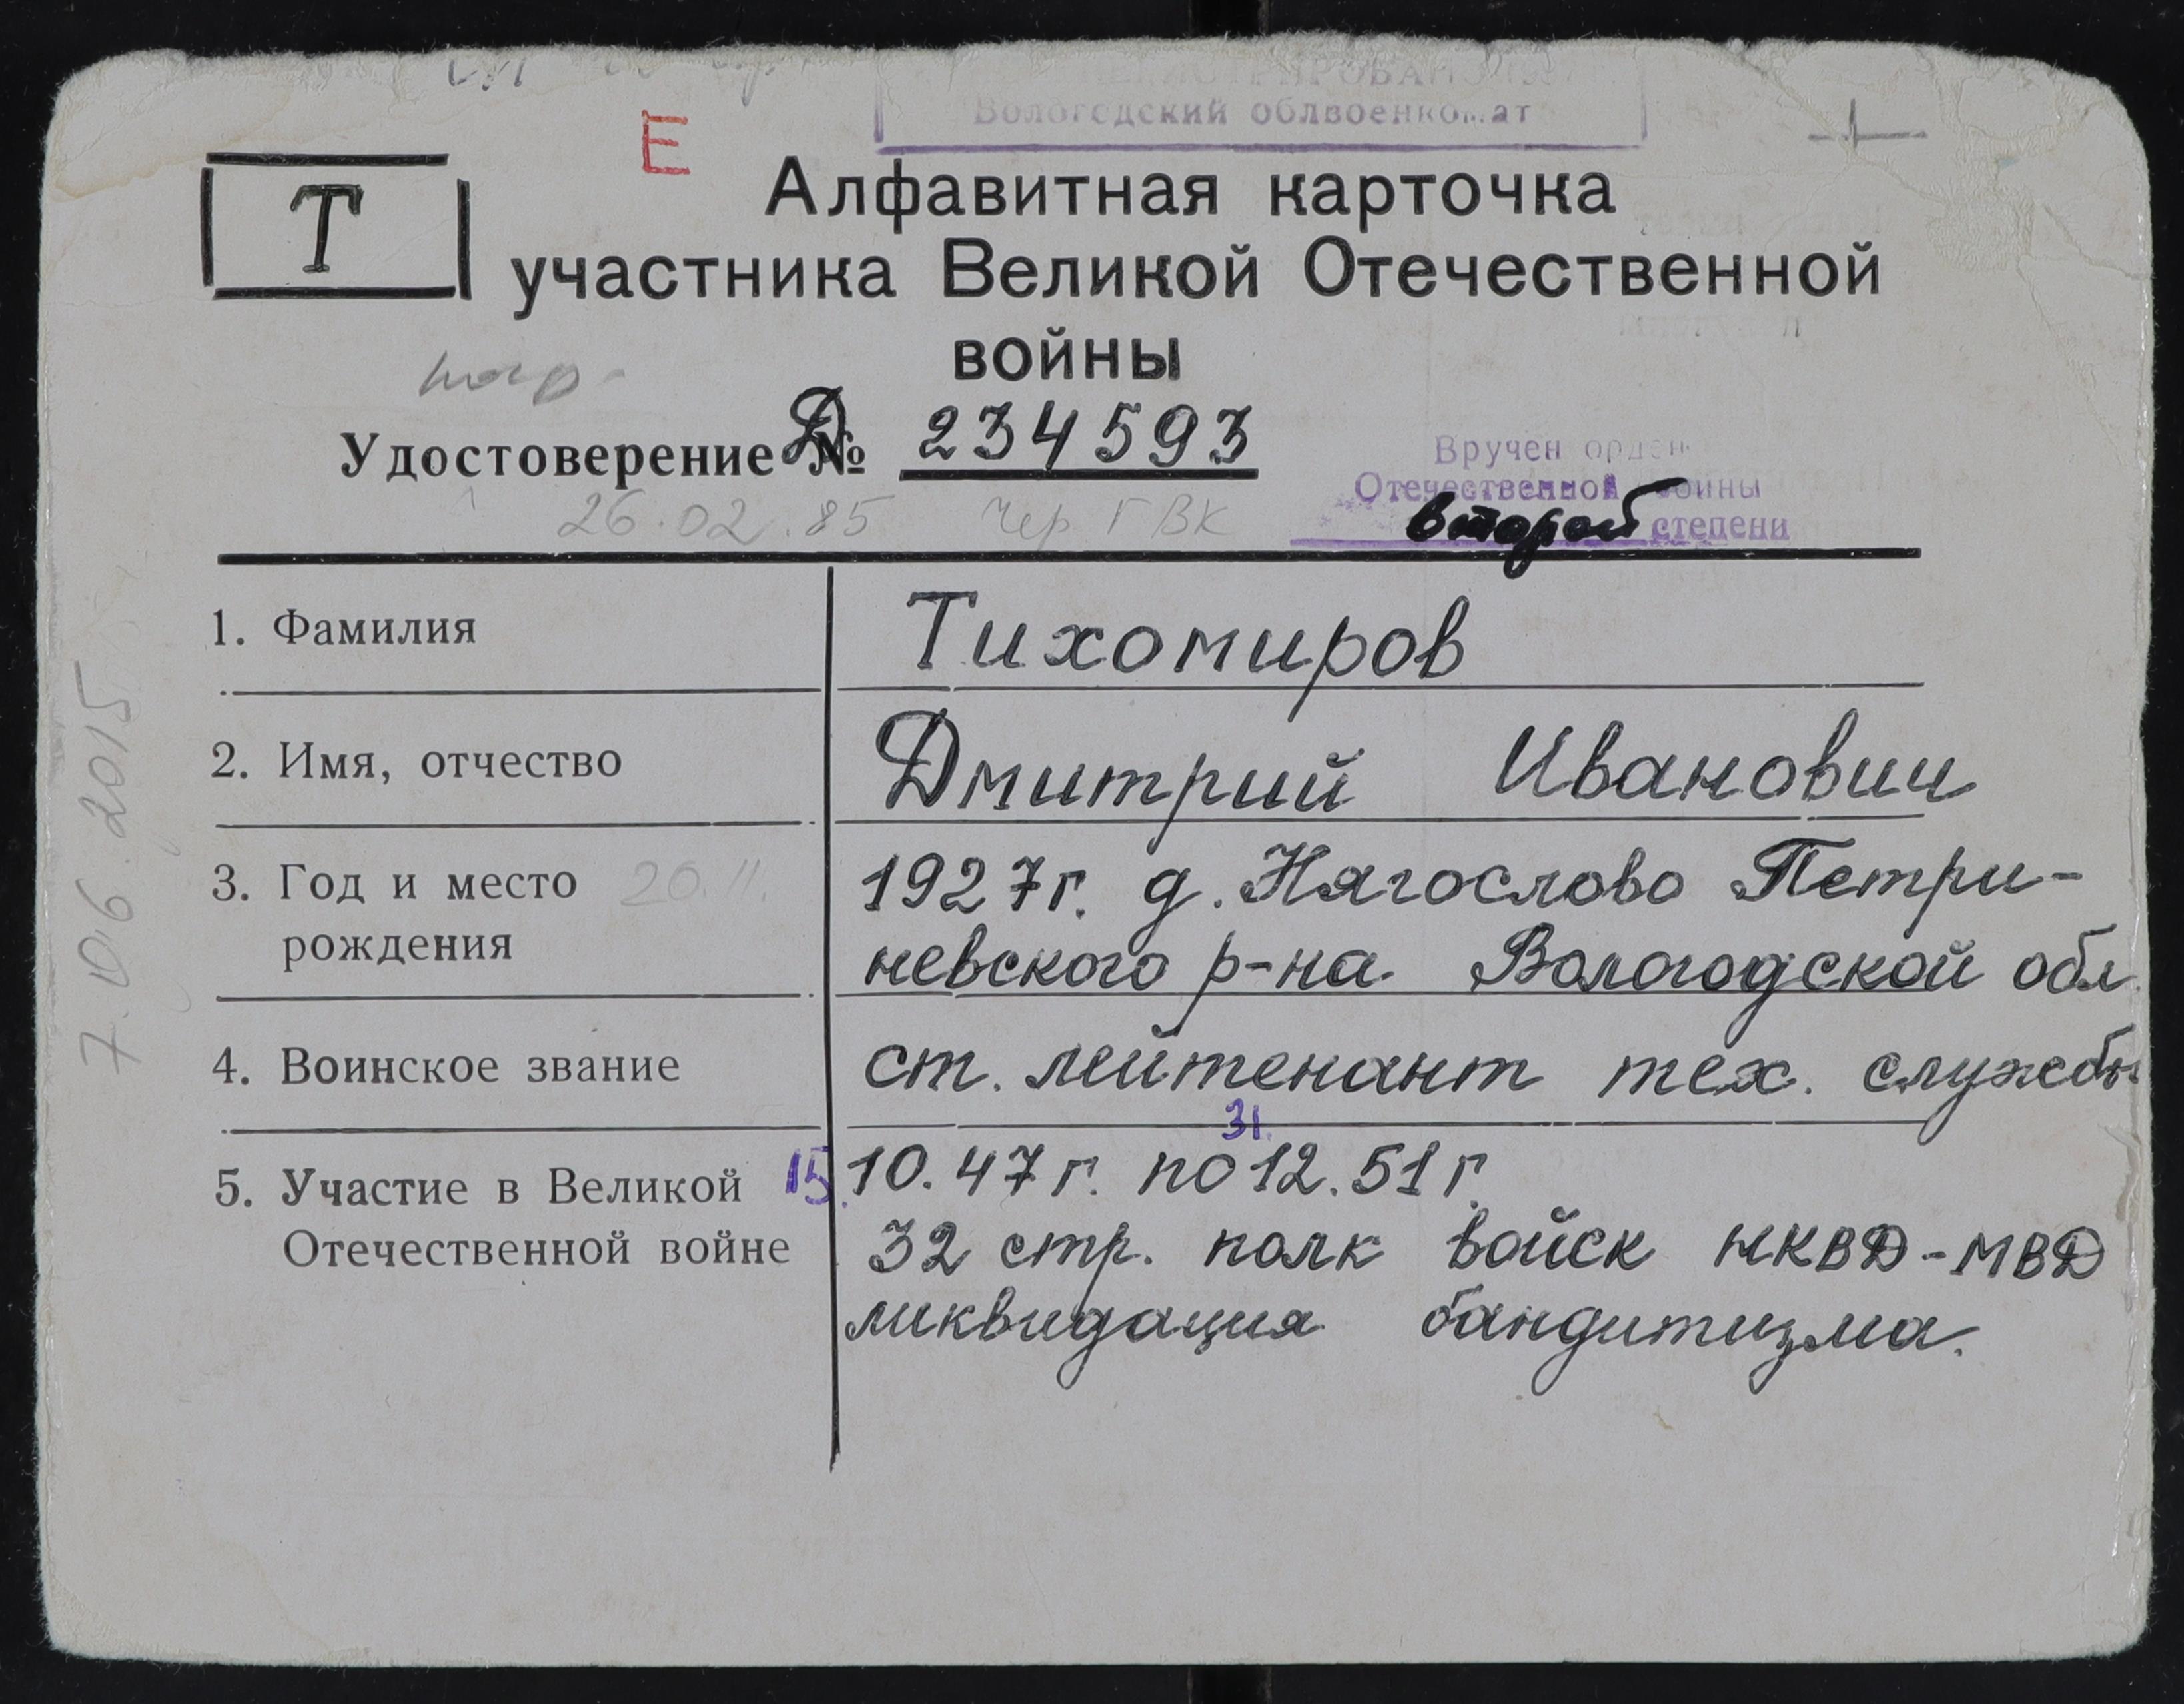 Вологодский облвоенкомат
Е
Т
Алфавитная карточка
участника Великой Отечественной
войны
Удостоверение Д № 234593
26.02.85 Чер ГВК
Вручен орден
Отечественной войны
второй степени
1. Фамилия Тихомиров
2. Имя, отчество Дмитрий Иванович
3. Год и место 20.11. 1927г. д. Нягослово Петри-
рождения невского р-на Вологодской обл.
4. Воинское звание ст. лейтенант тех. службы
5. Участие в Великой 15. 10.47г. по 31. 12.51г.
Отечественной войне 32 стр. полк войск НКВД-МВД
ликвидация бандитизма.
7.06.2015